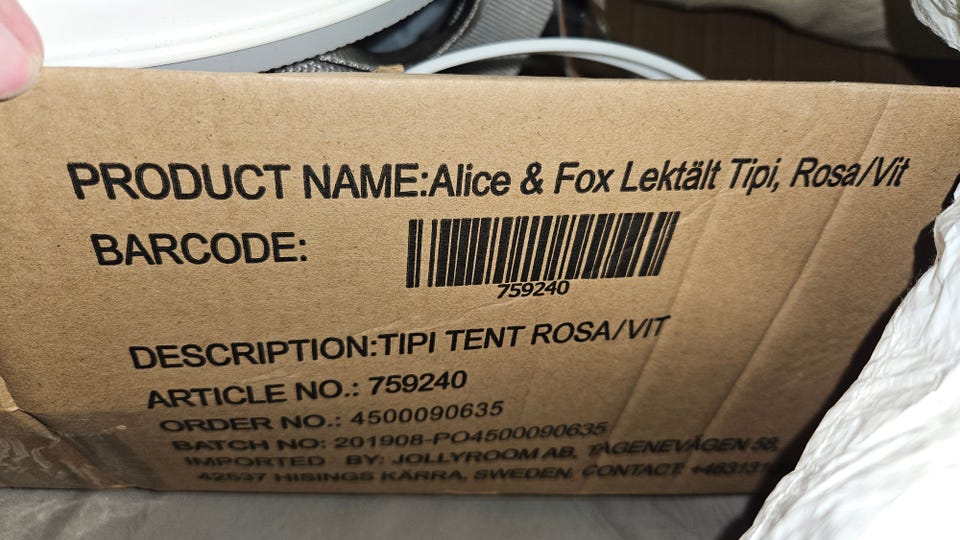 PRODUCT NAME:Alice & Fox Lektält Tipi, Rosa/Vit
BARCODE:
759240
DESCRIPTION:TIPI TENT ROSA/VIT
ARTICLE NO.: 759240
ORDER NO.: 4500090635
BATCH NO: 201908-PO4500090635
IMPORTED BY: JOLLYROOM AB, TAGENEVÄGEN 58,
42537 HISINGS KÄRRA, SWEDEN. CONTACT: